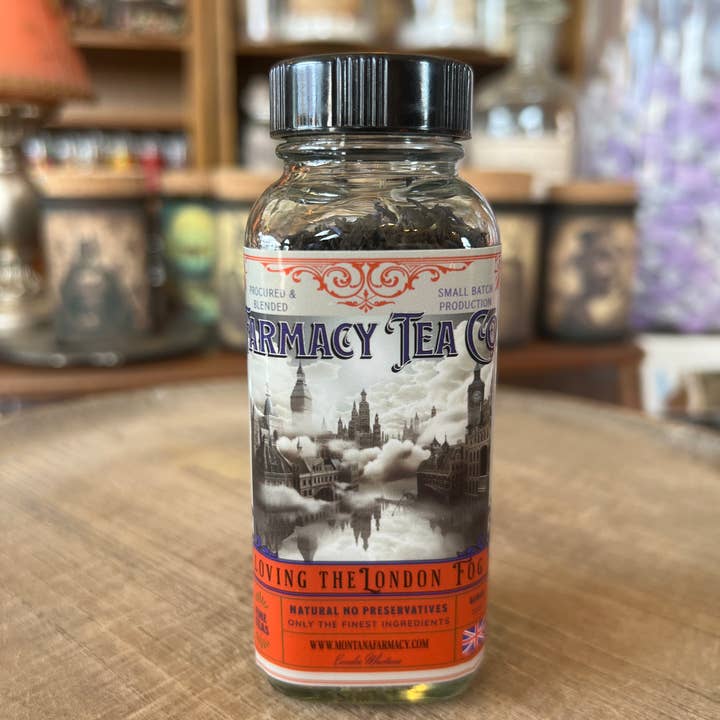 PROCURED & BLENDED
SMALL BATCH PRODUCTION
FARMACY TEA CO
LOVING THE LONDON FOG
NATURAL NO PRESERVATIVES
ONLY THE FINEST INGREDIENTS
WWW.MONTANAFARMACY.COM